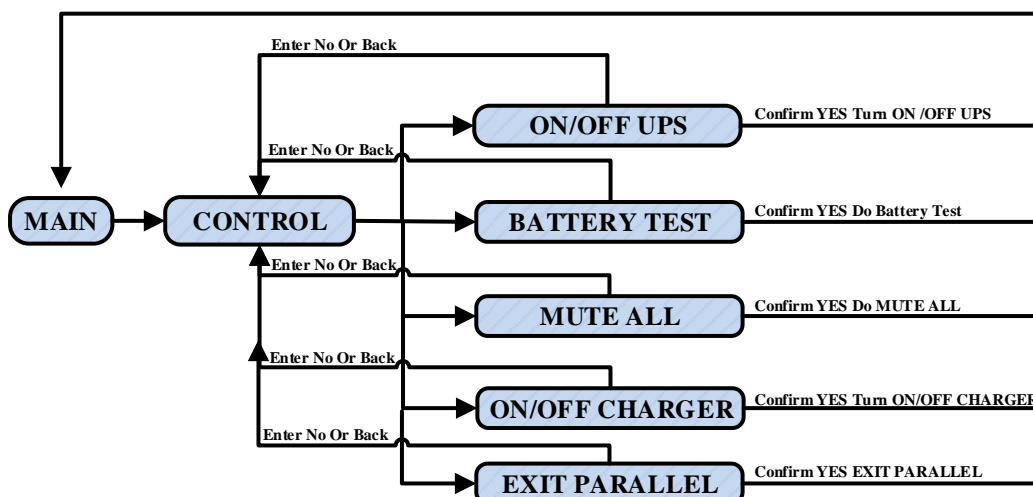 Enter No Or Back
ON/OFF UPS
Confirm YES Turn ON /OFF UPS
Enter No Or Back
MAIN
CONTROL
BATTERY TEST
Confirm YES Do Battery Test
Enter No Or Back
MUTE ALL
Confirm YES Do MUTE ALL
Enter No Or Back
ON/OFF CHARGER
Confirm YES Turn ON/OFF CHARGER
Enter No Or Back
EXIT PARALLEL
Confirm YES EXIT PARALLEL